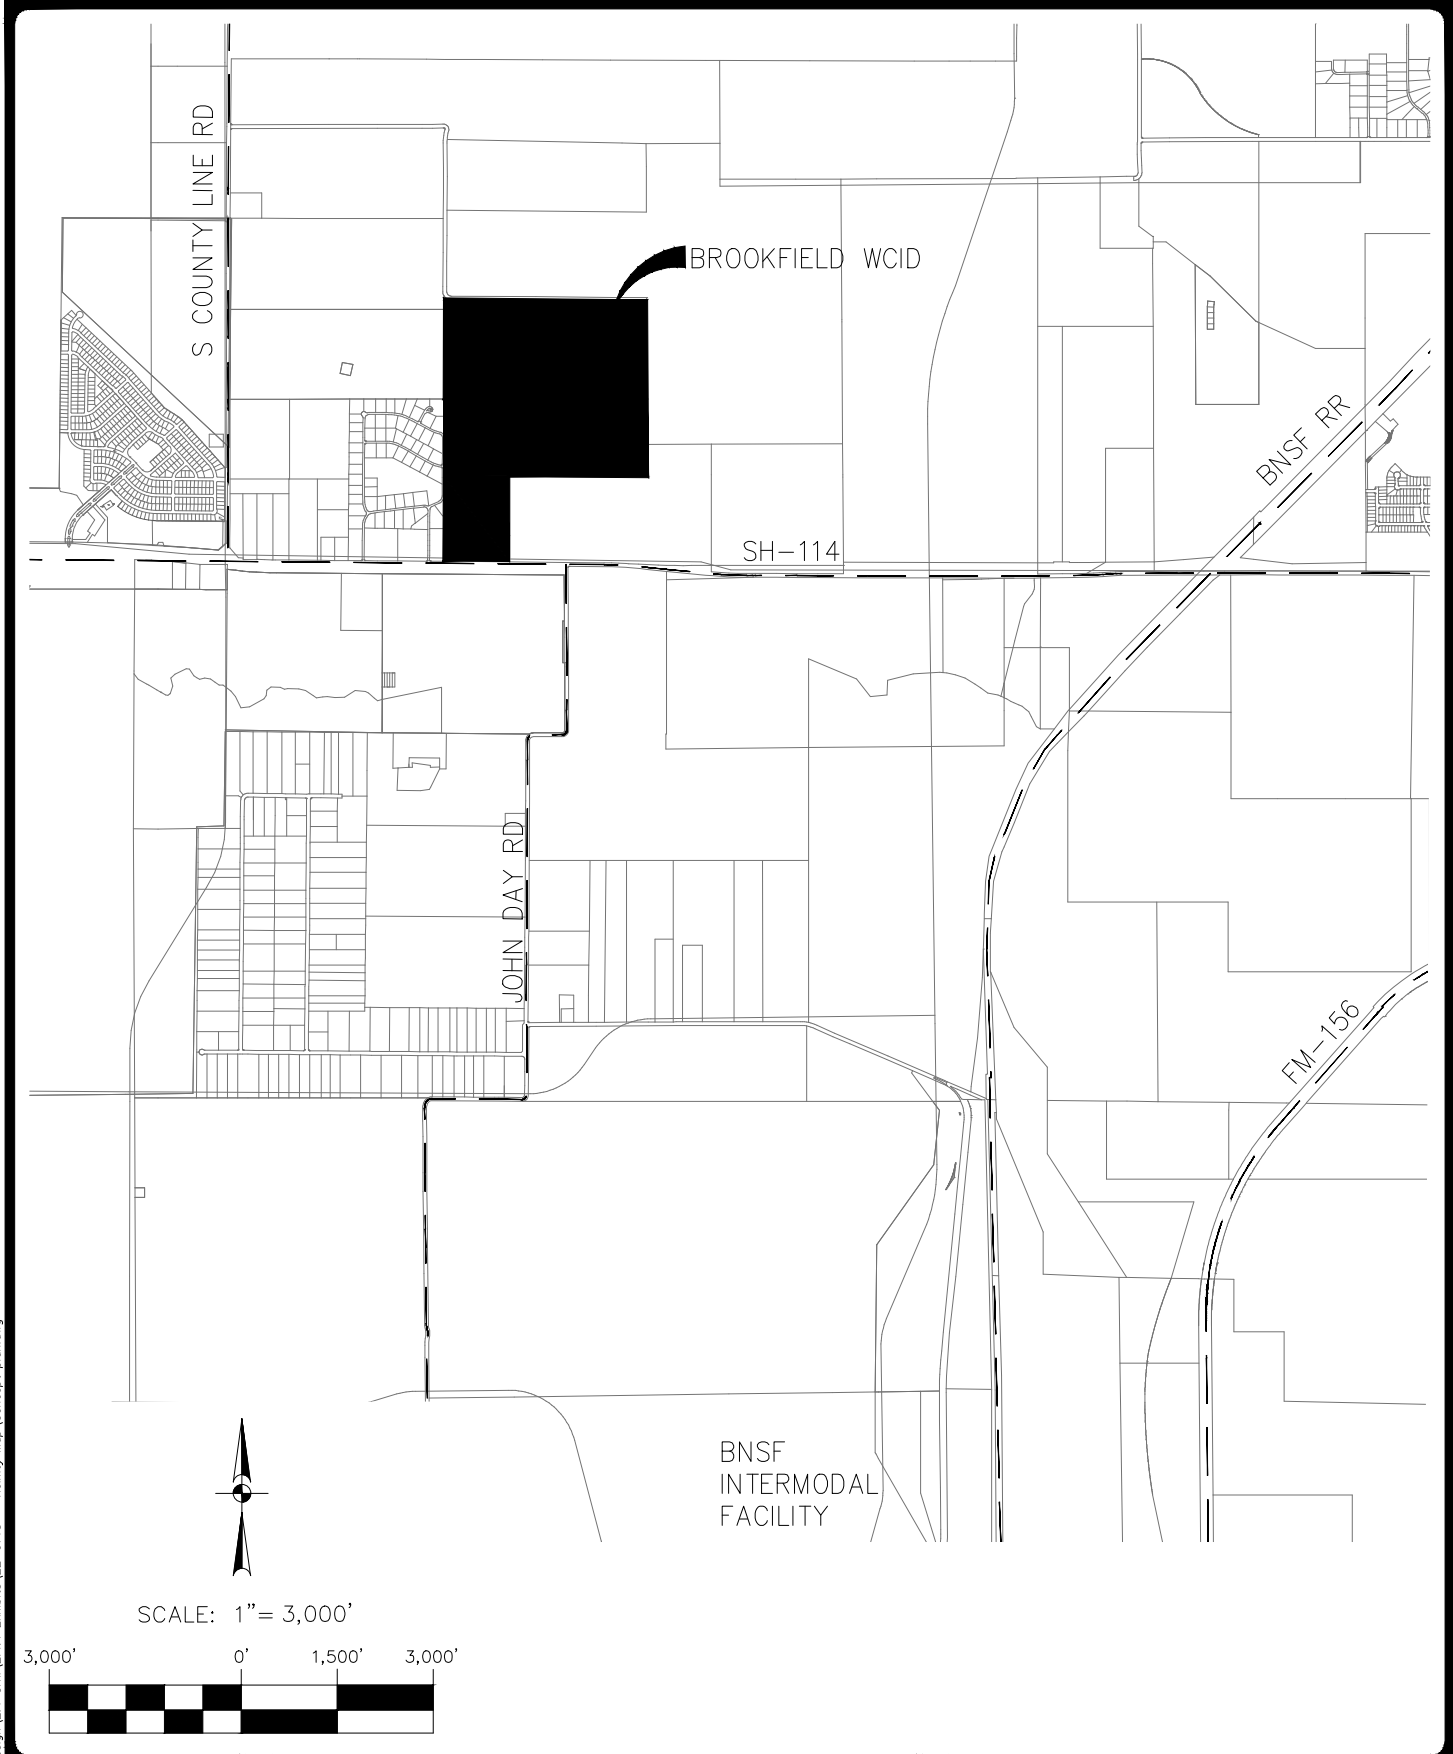 S COUNTY LINE RD
BROOKFIELD WCID
BNSF RR
SH-114
JOHN DAY RD
FM-156
BNSF
INTERMODAL
FACILITY
SCALE: 1"= 3,000'
3,000' 0' 1,500' 3,000'